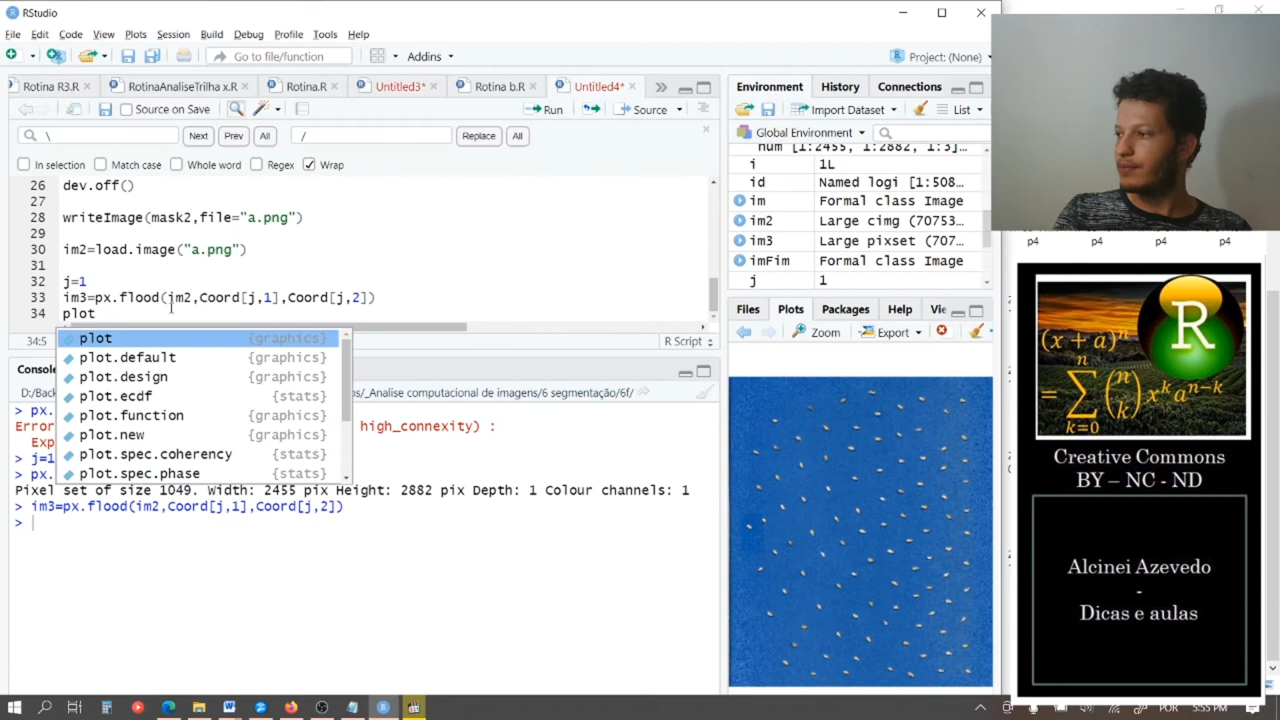 RStudio
File Edit Code View Plots Session Build Debug Profile Tools Help
Go to file/function Addins Project: (None)
Rotina R3.R RotinaAnaliseTrilha x.R Rotina.R Untitled3* Rotina b.R Untitled4*
Source on Save Run Source
\ Next Prev All / Replace All
In selection Match case Whole word Regex Wrap
26 dev.off()
27
28 writeImage(mask2,file="a.png")
29
30 im2=load.image("a.png")
31
32 j=1
33 im3=px.flood(im2,Coord[j,1],Coord[j,2])
34 plot
34:5 R Script
plot {graphics}
plot.default {graphics}
plot.design {graphics}
plot.ecdf {stats}
plot.function {graphics}
plot.new {graphics}
plot.spec.coherency {stats}
plot.spec.phase {stats}
Conso
D:/Back os/_Analise computacional de imagens/6 segmentação/6f/
> px.
Error high_connexity) :
Exp
> j=1
> px.
Pixel set of size 1049. Width: 2455 pix Height: 2882 pix Depth: 1 Colour channels: 1
> im3=px.flood(im2,Coord[j,1],Coord[j,2])
>
Environment History Connections
Import Dataset List
Global Environment
num [1:2455, 1:2882, 1:3]…
i 1L
id Named logi [1:508…
im Formal class Image
im2 Large cimg (70753…
im3 Large pixset (707…
imFim Formal class Image
j 1
Files Plots Packages Help Vie
Zoom Export
p4 p4 p4 p4
(x + a)^n
= ∑ n k=0 (n k) x^k a^{n-k}
R
Creative Commons
BY – NC - ND
Alcinei Azevedo
-
Dicas e aulas
POR 5:55 PM